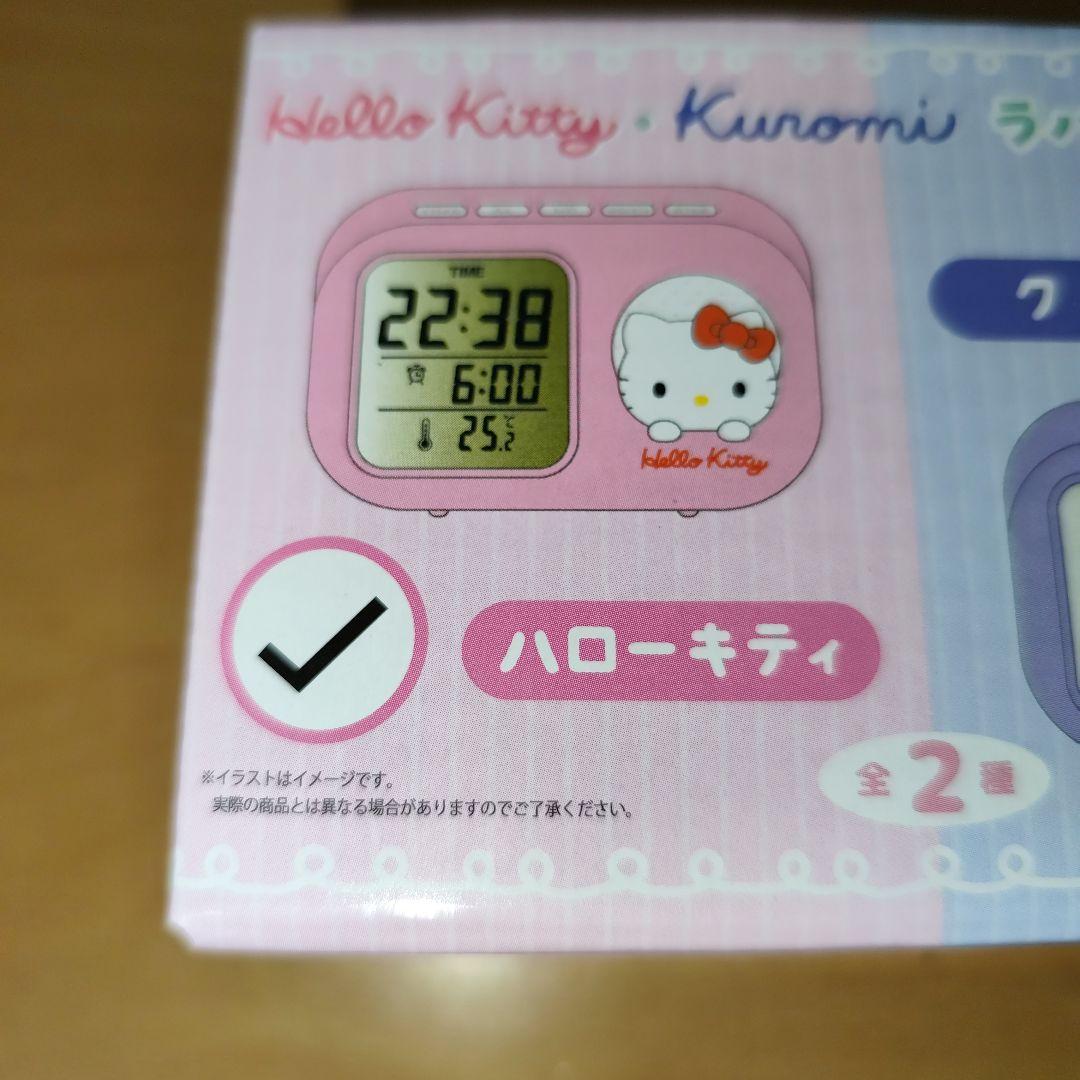 Hello Kitty・Kuromi ラバ
TIME
22:38
6:00
25.2℃
Hello Kitty
ハローキティ
ク
全2種
※イラストはイメージです。
実際の商品とは異なる場合がありますのでご了承ください。